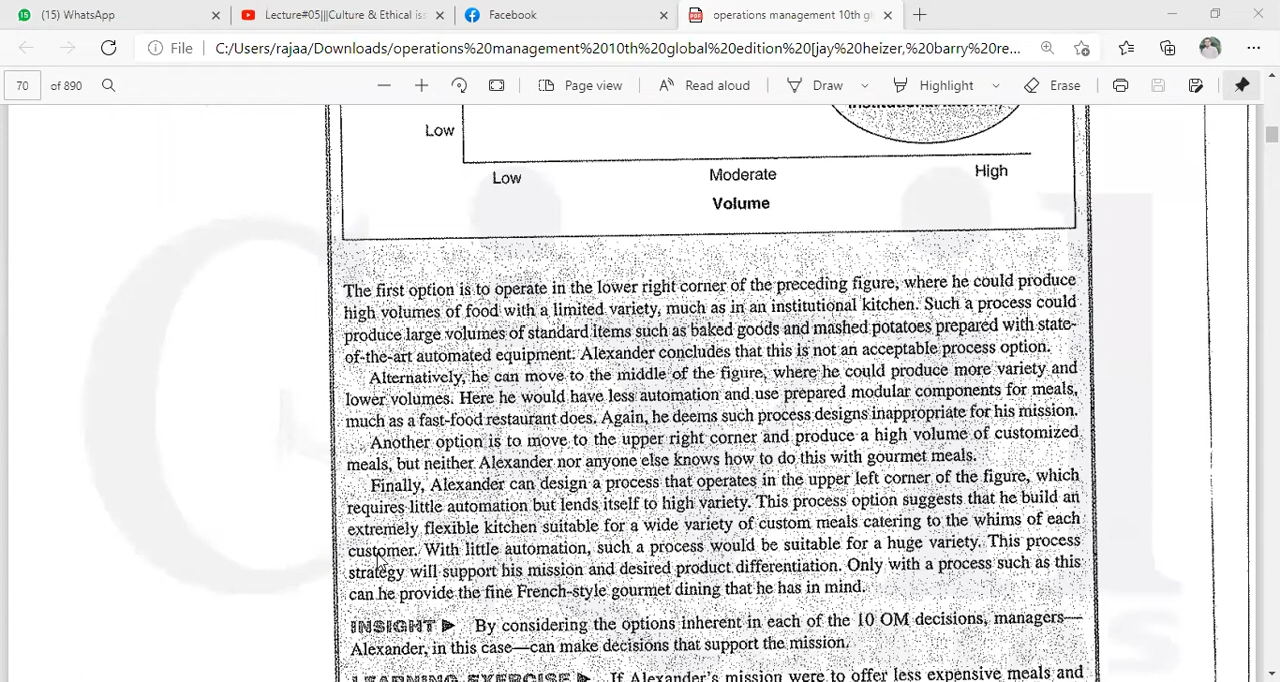 (15) WhatsApp
Lecture#05|||Culture & Ethical iss
Facebook
operations management 10th gl
File
C:/Users/rajaa/Downloads/operations%20management%2010th%20global%20edition%20[jay%20heizer,%20barry%20re...
70 of 890
Page view
Read aloud
Draw
Highlight
Erase
Low
Low
Moderate
High
Volume
The first option is to operate in the lower right corner of the preceding figure, where he could produce
high volumes of food with a limited variety, much as in an institutional kitchen. Such a process could
produce large volumes of standard items such as baked goods and mashed potatoes prepared with state-
of-the-art automated equipment. Alexander concludes that this is not an acceptable process option.
Alternatively, he can move to the middle of the figure, where he could produce more variety and
lower volumes. Here he would have less automation and use prepared modular components for meals,
much as a fast-food restaurant does. Again, he deems such process designs inappropriate for his mission.
Another option is to move to the upper right corner and produce a high volume of customized
meals, but neither Alexander nor anyone else knows how to do this with gourmet meals.
Finally, Alexander can design a process that operates in the upper left corner of the figure, which
requires little automation but lends itself to high variety. This process option suggests that he build an
extremely flexible kitchen suitable for a wide variety of custom meals catering to the whims of each
customer. With little automation, such a process would be suitable for a huge variety. This process
strategy will support his mission and desired product differentiation. Only with a process such as this
can he provide the fine French-style gourmet dining that he has in mind.
INSIGHT ▶ By considering the options inherent in each of the 10 OM decisions, managers—
Alexander, in this case—can make decisions that support the mission.
LEARNING EXERCISE ▶ If Alexander's mission were to offer less expensive meals and